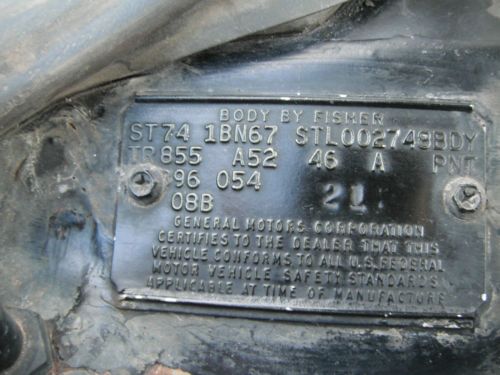 BODY BY FISHER
ST74 1BN67 STL002749BDY
TR855 A52 46 A PNT
96 054
08B 21
GENERAL MOTORS CORPORATION
CERTIFIES TO THE DEALER THAT THIS
VEHICLE CONFORMS TO ALL U.S. FEDERAL
MOTOR VEHICLE SAFETY STANDARDS
APPLICABLE AT TIME OF MANUFACTURE